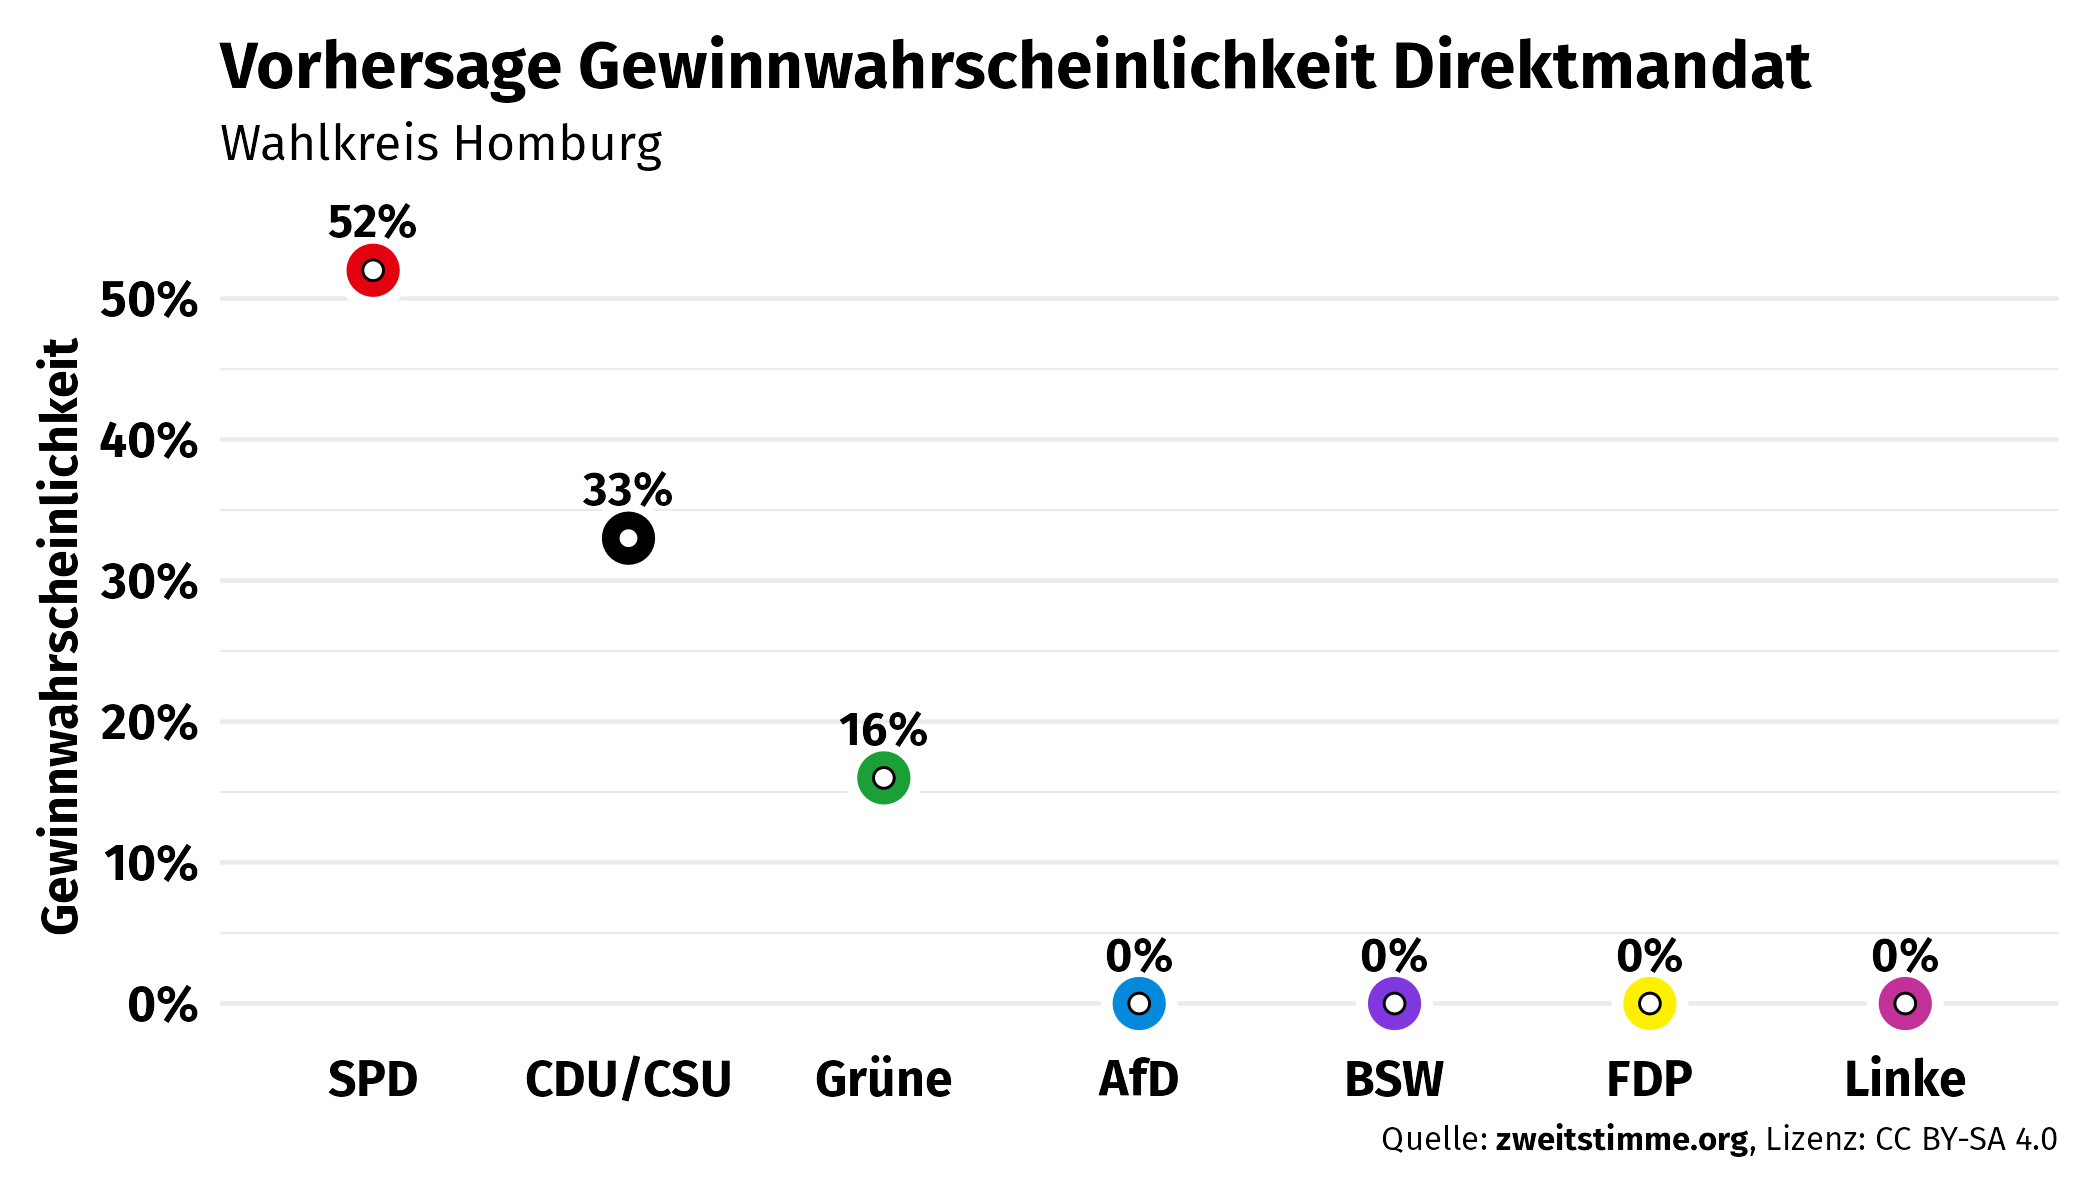 Vorhersage Gewinnwahrscheinlichkeit Direktmandat
Wahlkreis Homburg
Gewinnwahrscheinlichkeit
50%
40%
30%
20%
10%
0%
52%
33%
16%
0%
0%
0%
0%
SPD
CDU/CSU
Grüne
AfD
BSW
FDP
Linke
Quelle: zweitstimme.org, Lizenz: CC BY-SA 4.0